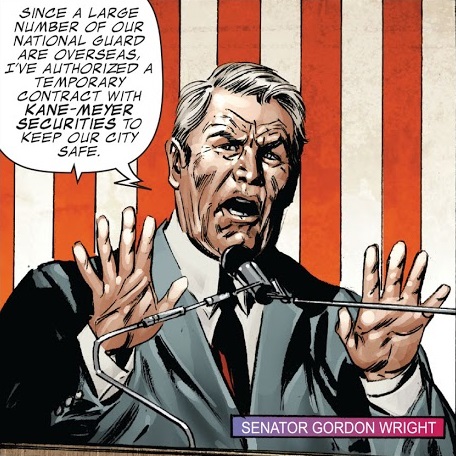 SINCE A LARGE
NUMBER OF OUR
NATIONAL GUARD
ARE OVERSEAS,
I'VE AUTHORIZED A
TEMPORARY
CONTRACT WITH
KANE-MEYER
SECURITIES TO
KEEP OUR CITY
SAFE.
SENATOR GORDON WRIGHT